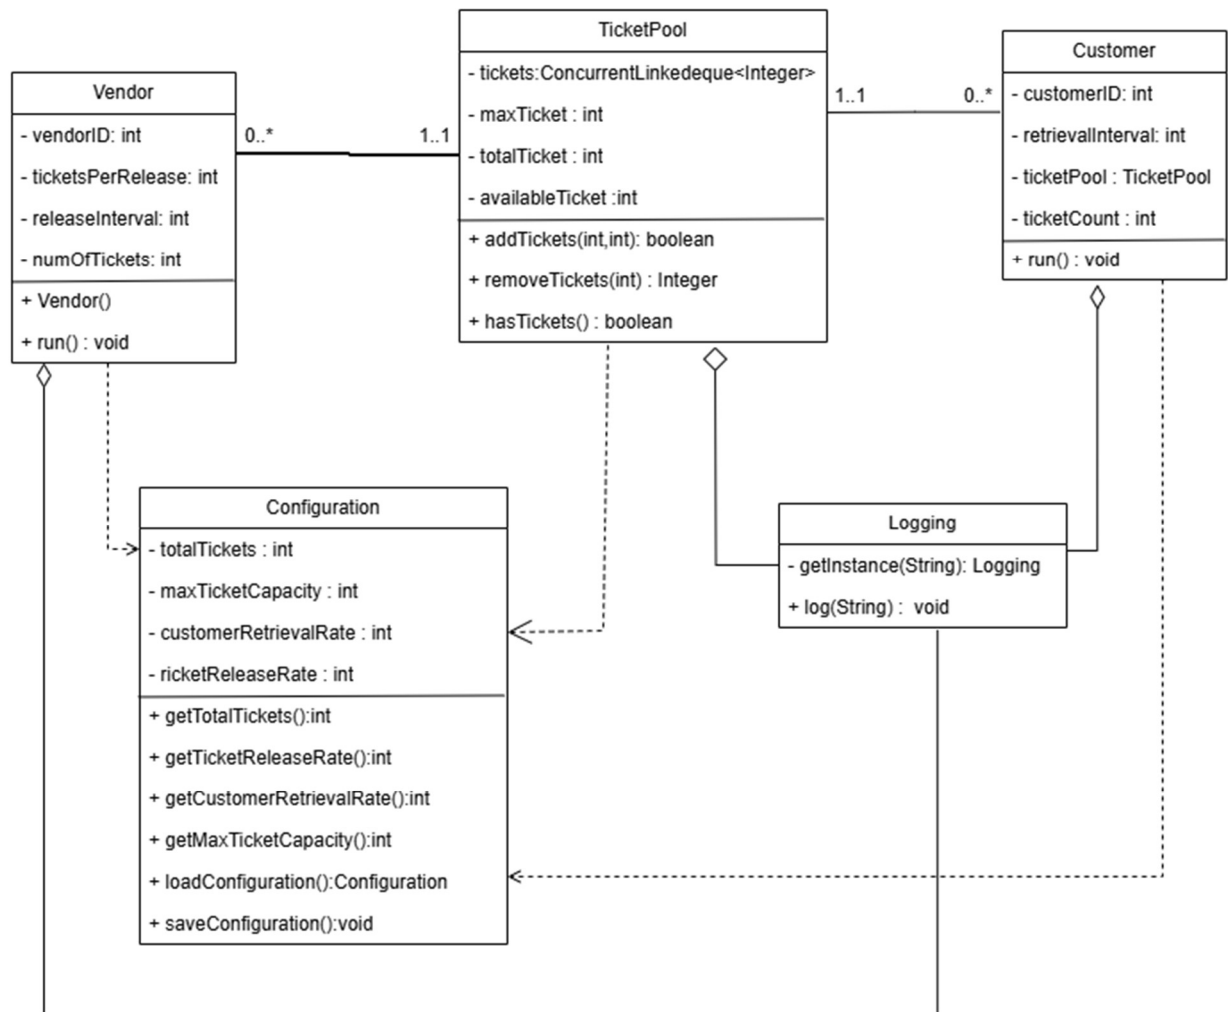 TicketPool
- tickets:ConcurrentLinkedeque<Integer>
- maxTicket : int
- totalTicket : int
- availableTicket :int
+ addTickets(int,int): boolean
+ removeTickets(int) : Integer
+ hasTickets() : boolean
Customer
- customerID: int
- retrievalInterval: int
- ticketPool : TicketPool
- ticketCount : int
+ run() : void
Vendor
- vendorID: int
- ticketsPerRelease: int
- releaseInterval: int
- numOfTickets: int
+ Vendor()
+ run() : void
0..*
1..1
1..1
0..*
Configuration
- totalTickets : int
- maxTicketCapacity : int
- customerRetrievalRate : int
- ricketReleaseRate : int
+ getTotalTickets():int
+ getTicketReleaseRate():int
+ getCustomerRetrievalRate():int
+ getMaxTicketCapacity():int
+ loadConfiguration():Configuration
+ saveConfiguration():void
Logging
- getInstance(String): Logging
+ log(String) : void